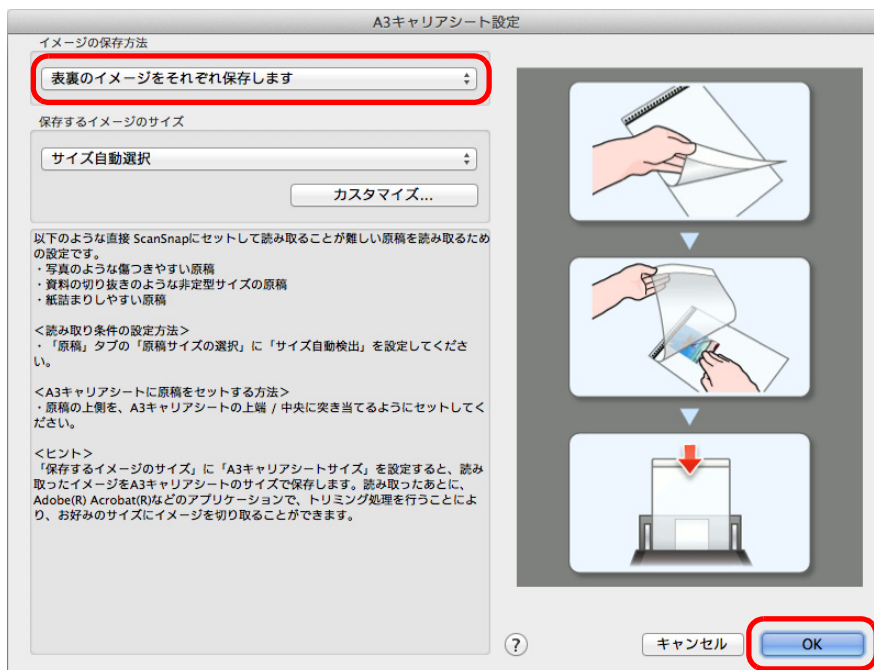 A3キャリアシート設定
イメージの保存方法
表裏のイメージをそれぞれ保存します
保存するイメージのサイズ
サイズ自動選択
カスタマイズ...
以下のような直接 ScanSnapにセットして読み取ることが難しい原稿を読み取るため
の設定です。
・写真のような傷つきやすい原稿
・資料の切り抜きのような非定型サイズの原稿
・紙詰まりしやすい原稿
＜読み取り条件の設定方法＞
・「原稿」タブの「原稿サイズの選択」に「サイズ自動検出」を設定してくださ
い。
＜A3キャリアシートに原稿をセットする方法＞
・原稿の上側を、A3キャリアシートの上端 / 中央に突き当てるようにセットしてく
ださい。
＜ヒント＞
「保存するイメージのサイズ」に「A3キャリアシートサイズ」を設定すると、読み
取ったイメージをA3キャリアシートのサイズで保存します。読み取ったあとに、
Adobe(R) Acrobat(R)などのアプリケーションで、トリミング処理を行うことによ
り、お好みのサイズにイメージを切り取ることができます。
?
キャンセル
OK